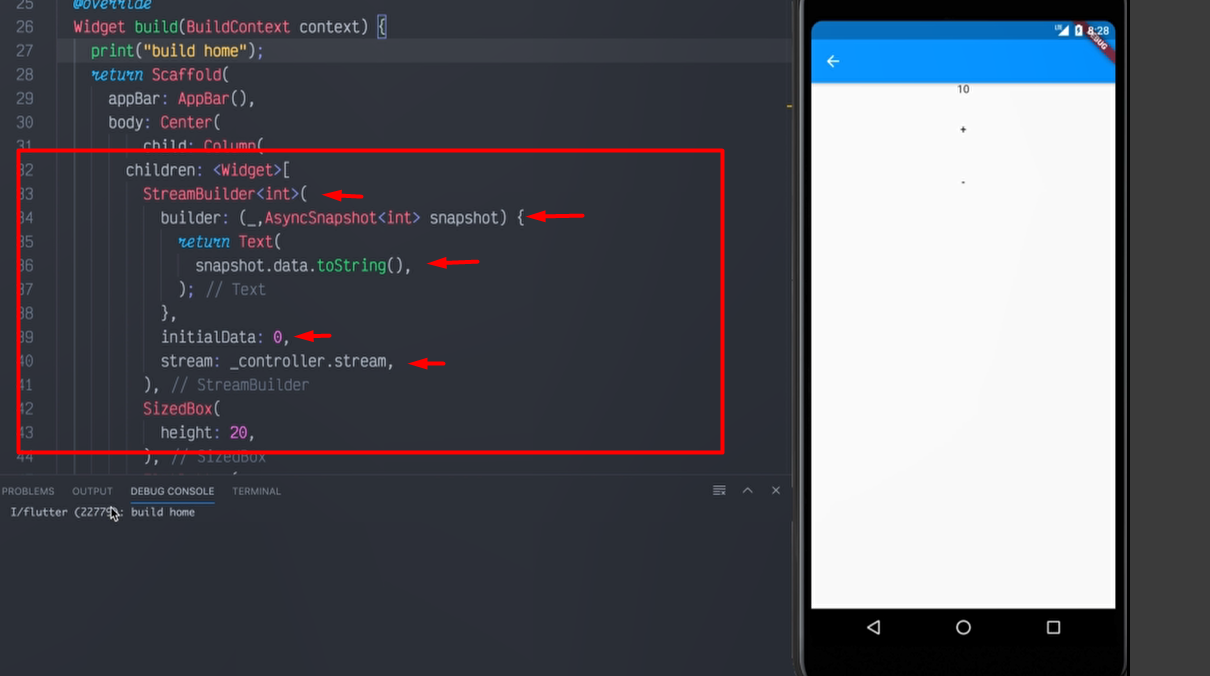 25 @override
26 Widget build(BuildContext context) {
27 print("build home");
28 return Scaffold(
29 appBar: AppBar(),
30 body: Center(
31 child: Column(
32 children: <Widget>[
33 StreamBuilder<int>(
34 builder: (_,AsyncSnapshot<int> snapshot) {
35 return Text(
36 snapshot.data.toString(),
37 ); // Text
38 },
39 initialData: 0,
40 stream: _controller.stream,
41 ), // StreamBuilder
42 SizedBox(
43 height: 20,
44 ), // SizedBox
PROBLEMS OUTPUT DEBUG CONSOLE TERMINAL
I/flutter (22779): build home
LTE 8:28
DEBUG
10
+
-